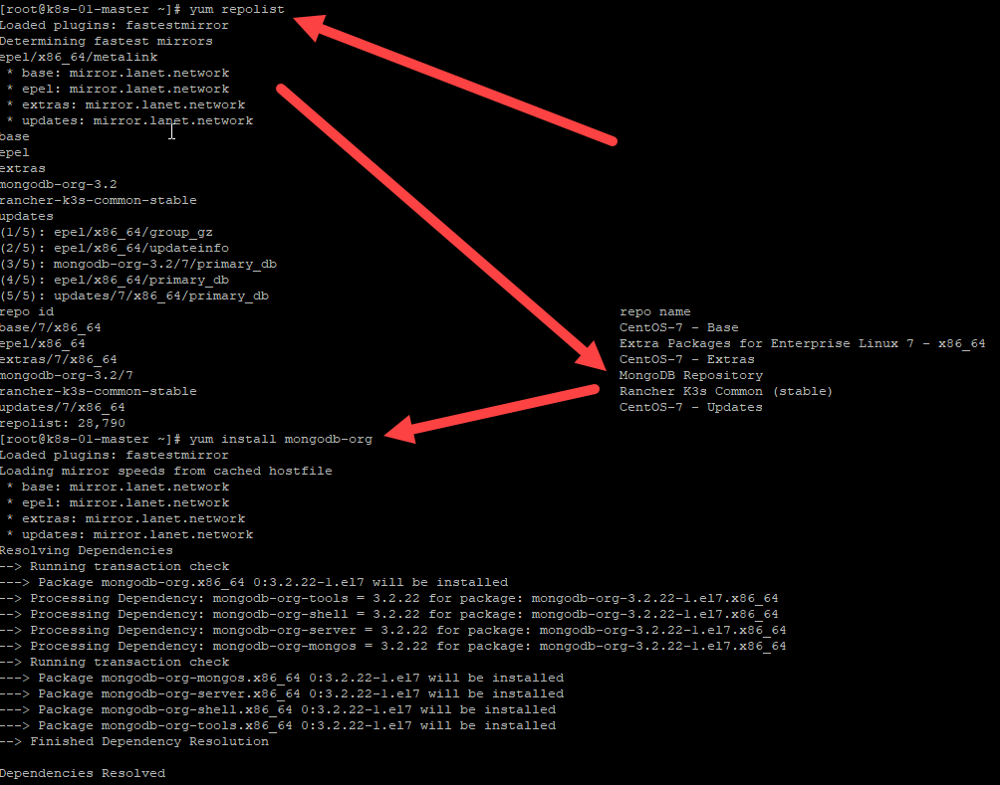 [root@k8s-01-master ~]# yum repolist
Loaded plugins: fastestmirror
Determining fastest mirrors
epel/x86_64/metalink
 * base: mirror.lanet.network
 * epel: mirror.lanet.network
 * extras: mirror.lanet.network
 * updates: mirror.lanet.network
base
epel
extras
mongodb-org-3.2
rancher-k3s-common-stable
updates
(1/5): epel/x86_64/group_gz
(2/5): epel/x86_64/updateinfo
(3/5): mongodb-org-3.2/7/primary_db
(4/5): epel/x86_64/primary_db
(5/5): updates/7/x86_64/primary_db
repo id repo name
base/7/x86_64 CentOS-7 - Base
epel/x86_64 Extra Packages for Enterprise Linux 7 - x86_64
extras/7/x86_64 CentOS-7 - Extras
mongodb-org-3.2/7 MongoDB Repository
rancher-k3s-common-stable Rancher K3s Common (stable)
updates/7/x86_64 CentOS-7 - Updates
repolist: 28,790
[root@k8s-01-master ~]# yum install mongodb-org
Loaded plugins: fastestmirror
Loading mirror speeds from cached hostfile
 * base: mirror.lanet.network
 * epel: mirror.lanet.network
 * extras: mirror.lanet.network
 * updates: mirror.lanet.network
Resolving Dependencies
--> Running transaction check
---> Package mongodb-org.x86_64 0:3.2.22-1.el7 will be installed
--> Processing Dependency: mongodb-org-tools = 3.2.22 for package: mongodb-org-3.2.22-1.el7.x86_64
--> Processing Dependency: mongodb-org-shell = 3.2.22 for package: mongodb-org-3.2.22-1.el7.x86_64
--> Processing Dependency: mongodb-org-server = 3.2.22 for package: mongodb-org-3.2.22-1.el7.x86_64
--> Processing Dependency: mongodb-org-mongos = 3.2.22 for package: mongodb-org-3.2.22-1.el7.x86_64
--> Running transaction check
---> Package mongodb-org-mongos.x86_64 0:3.2.22-1.el7 will be installed
---> Package mongodb-org-server.x86_64 0:3.2.22-1.el7 will be installed
---> Package mongodb-org-shell.x86_64 0:3.2.22-1.el7 will be installed
---> Package mongodb-org-tools.x86_64 0:3.2.22-1.el7 will be installed
--> Finished Dependency Resolution
Dependencies Resolved